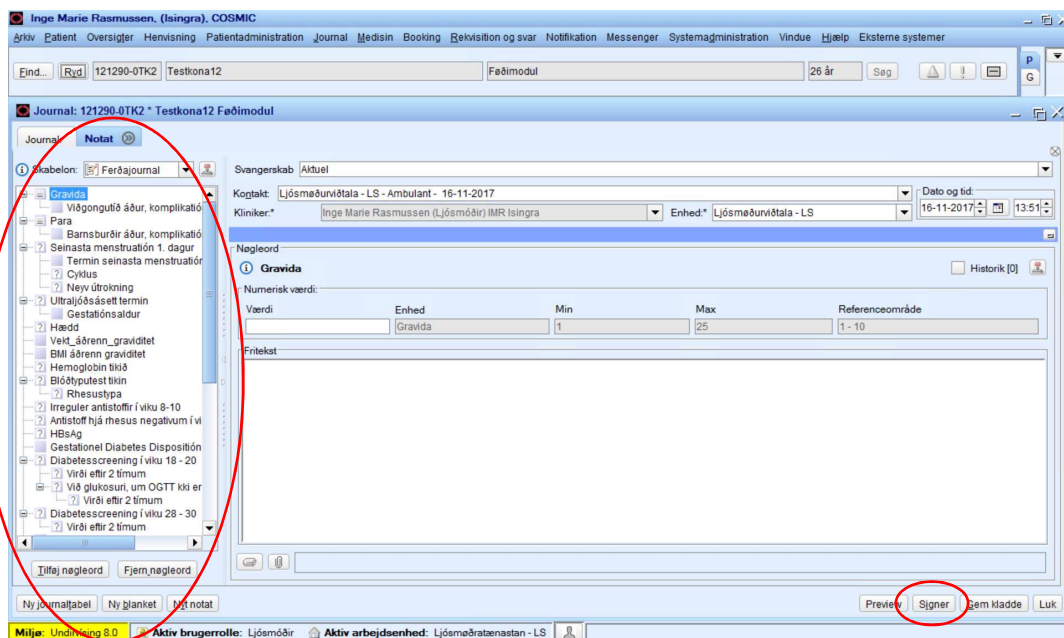 Inge Marie Rasmussen, (Isingra), COSMIC
Arkiv Patient Oversigter Henvisning Patientadministration Journal Medisin Booking Rekvisition og svar Notifikation Messenger Systemadministration Vindue Hjælp Eksterne systemer
Find... Ryd 121290-0TK2 Testkona12 Føðimodul 26 år Søg
P
G
Journal: 121290-0TK2 * Testkona12 Føðimodul
Journal Notat
Skabelon: Ferðajournal
Svangerskab Aktuel
Kontakt: Ljósmøðurviðtala - LS - Ambulant - 16-11-2017
Dato og tid:
16-11-2017 13:51
Kliniker:* Inge Marie Rasmussen (Ljósmóðir) IMR Isingra Enhed:* Ljósmøðurviðtala - LS
Gravida
Viðgongutíð áður, komplikatió
Para
Barnsburðir áður, komplikatió
Seinasta menstruatión 1. dagur
Termin seinasta menstruatión
Cyklus
Neyv útrokning
Ultraljóðsásett termin
Gestatiónsaldur
Hædd
Vekt_áðrenn_graviditet
BMI áðrenn graviditet
Hemoglobin tikið
Blóðtyputest tikin
Rhesustypa
Irreguler antistoffir í viku 8-10
Antistoff hjá rhesus negativum í vi
HBsAg
Gestationel Diabetes Dispositión
Diabetesscreening í viku 18 - 20
Virði eftir 2 tímum
Við glukosuri, um OGTT kki er
Virði eftir 2 tímum
Diabetesscreening í viku 28 - 30
Virði eftir 2 tímum
Tilføj nøgleord Fjern nøgleord
Nøgleord
Gravida Historik [0]
Numerisk værdi:
Værdi Enhed Min Max Referenceområde
Gravida 1 25 1 - 10
Fritekst
Ny journaltabel Ny blanket Nyt notat Preview Signer Gem kladde Luk
Miljø: Undirvísing 8.0 Aktiv brugerrolle: Ljósmóðir Aktiv arbejdsenhed: Ljósmøðratænastan - LS